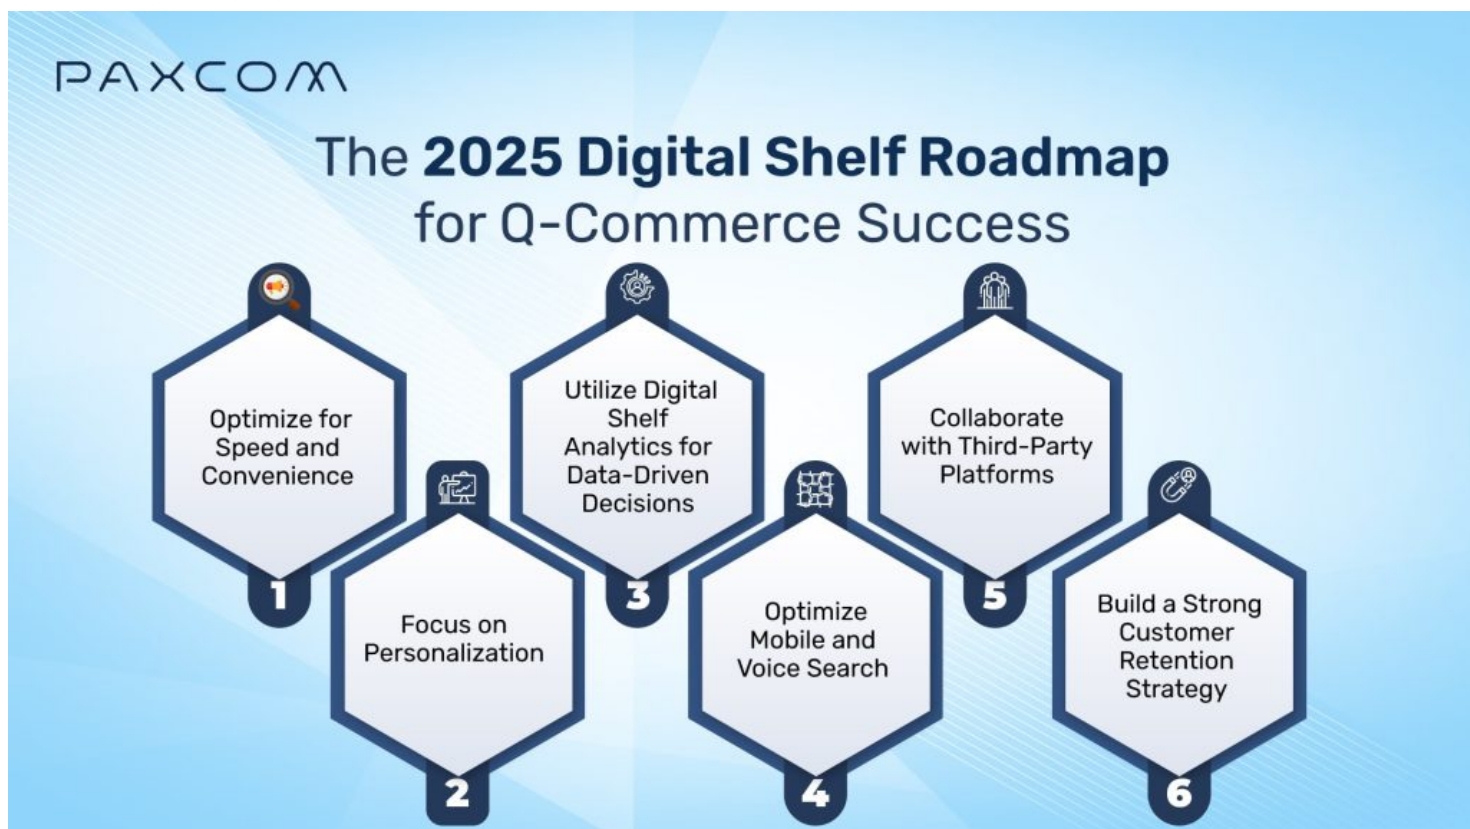 PAXCOM
The 2025 Digital Shelf Roadmap
for Q-Commerce Success
Optimize for
Speed and
Convenience
1
Focus on
Personalization
2
Utilize Digital
Shelf
Analytics for
Data-Driven
Decisions
3
Optimize
Mobile and
Voice Search
4
Collaborate
with Third-Party
Platforms
5
Build a Strong
Customer
Retention
Strategy
6